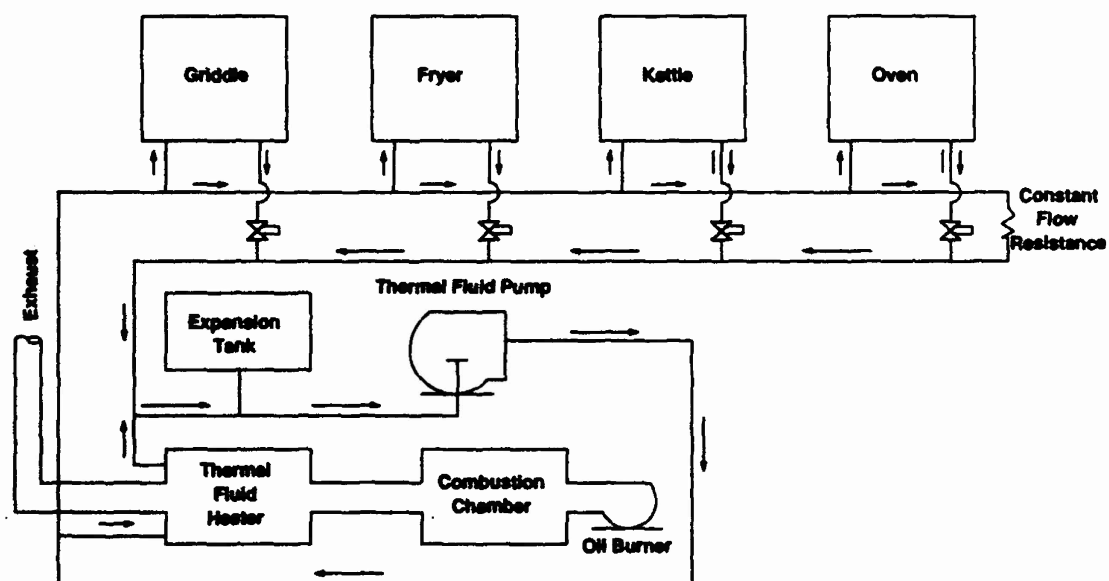 Griddle
Fryer
Kettle
Oven
Constant
Flow
Resistance
Exhaust
Thermal Fluid Pump
Expansion
Tank
Thermal
Fluid
Heater
Combustion
Chamber
Oil Burner